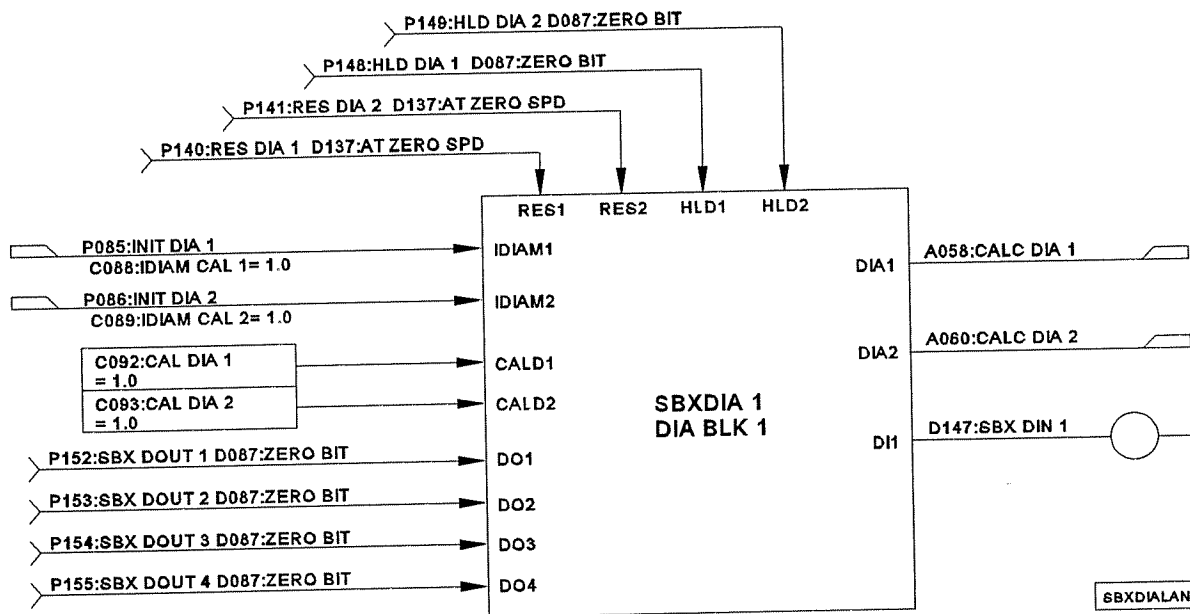 P149:HLD DIA 2 D087:ZERO BIT
P148:HLD DIA 1 D087:ZERO BIT
P141:RES DIA 2 D137:AT ZERO SPD
P140:RES DIA 1 D137:AT ZERO SPD
RES1 RES2 HLD1 HLD2
P085:INIT DIA 1
C088:IDIAM CAL 1= 1.0
IDIAM1
P086:INIT DIA 2
C089:IDIAM CAL 2= 1.0
IDIAM2
C092:CAL DIA 1
= 1.0
CALD1
C093:CAL DIA 2
= 1.0
CALD2
P152:SBX DOUT 1 D087:ZERO BIT
DO1
P153:SBX DOUT 2 D087:ZERO BIT
DO2
P154:SBX DOUT 3 D087:ZERO BIT
DO3
P155:SBX DOUT 4 D087:ZERO BIT
DO4
SBXDIA 1
DIA BLK 1
DIA1
A058:CALC DIA 1
DIA2
A060:CALC DIA 2
DI1
D147:SBX DIN 1
SBXDIALAN